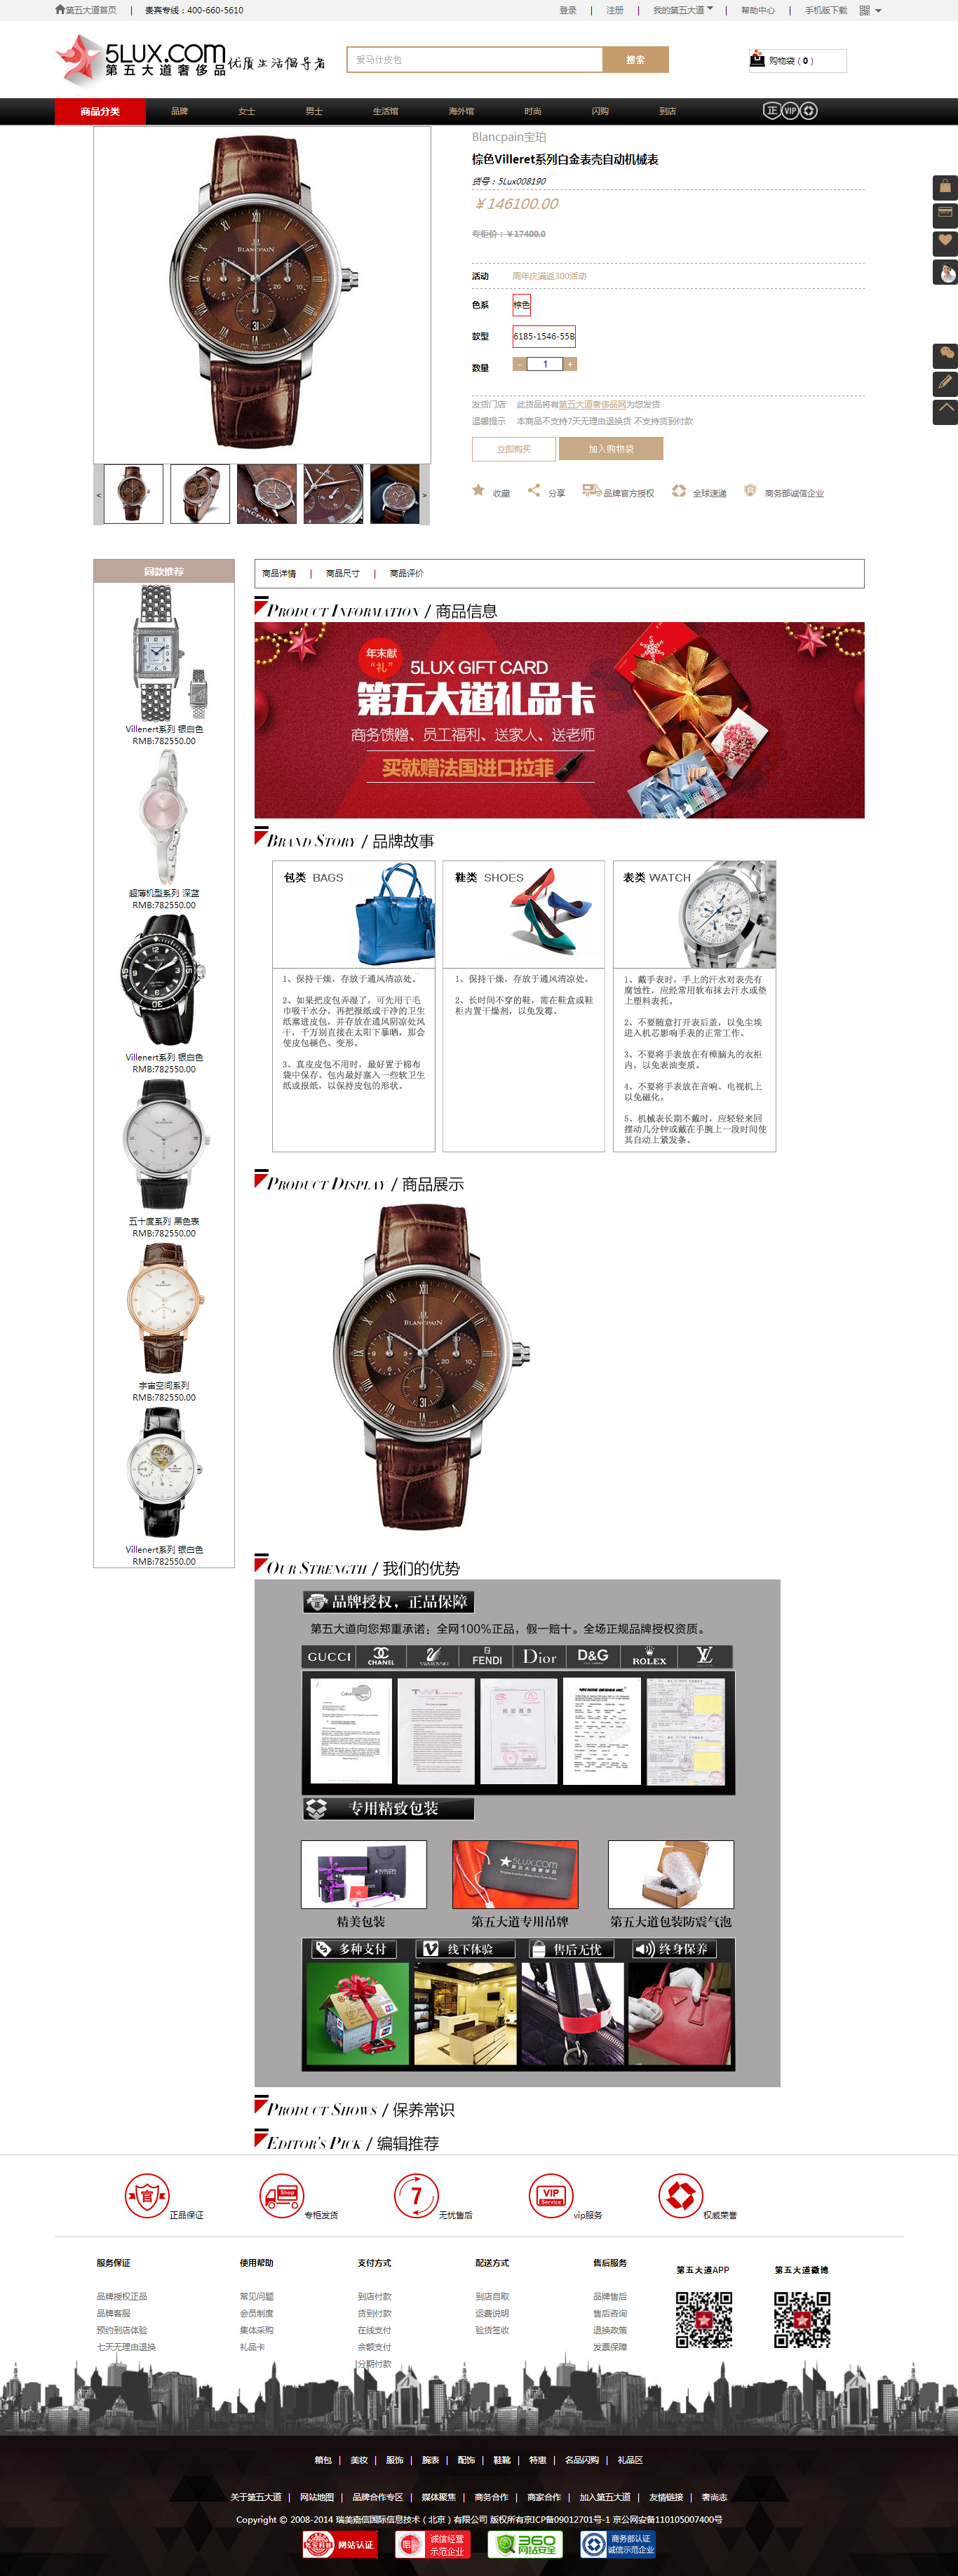 第五大道首页 | 贵宾专线：400-660-5610 登录 | 注册 | 我的第五大道 | 帮助中心 | 手机版下载
5LUX.COM
第五大道奢侈品
优质生活倡导者
爱马仕皮包 搜索
购物袋（0）
商品分类 品牌 女士 男士 生活馆 海外馆 时尚 闪购 到店 正 VIP
Blancpain宝珀
棕色Villeret系列白金表壳自动机械表
货号：5Lux008190
￥146100.00
专柜价：￥17400.0
活动 周年庆满返300活动
色系 棕色
款型 6185-1546-55B
数量 - 1 +
发货门店 此货品将有第五大道奢侈品网为您发货
温馨提示 本商品不支持7天无理由退换货 不支持货到付款
立即购买 加入购物袋
收藏 分享 品牌官方授权 全球速递 商务部诚信企业
< >
同款推荐
Villenert系列 银白色
RMB:782550.00
超薄机型系列 深蓝
RMB:782550.00
Villenert系列 银白色
RMB:782550.00
五十度系列 黑色表
RMB:782550.00
宇宙空间系列
RMB:782550.00
Villenert系列 银白色
RMB:782550.00
商品详情 | 商品尺寸 | 商品评价
Product Information / 商品信息
年末献
“礼”
5LUX GIFT CARD
第五大道礼品卡
商务馈赠、员工福利、送家人、送老师
买就赠法国进口拉菲
Brand Story / 品牌故事
包类 BAGS
1、保持干燥，存放于通风清凉处。
2、如果把皮包弄湿了，可先用干毛
巾吸干水分，再把报纸或干净的卫生
纸塞进皮包，并存放在通风阴凉处风
干，千万别直接在太阳下暴晒，那会
使皮包褪色、变形。
3、真皮皮包不用时，最好置于棉布
袋中保存。包内最好塞入一些软卫生
纸或报纸，以保持皮包的形状。
鞋类 SHOES
1、保持干燥，存放于通风清凉处。
2、长时间不穿的鞋，需在鞋盒或鞋
柜内置干燥剂，以免发霉。
表类 WATCH
1、戴手表时，手上的汗水对表壳有
腐蚀性，应经常用软布抹去汗水或垫
上塑料表托。
2、不要随意打开表后盖，以免尘埃
进入机芯影响手表的正常工作。
3、不要将手表放在有樟脑丸的衣柜
内，以免表油变质。
4、不要将手表放在音响、电视机上
以免磁化。
5、机械表长期不戴时，应轻轻来回
摆动几分钟或戴在手腕上一段时间使
其自动上紧发条。
Product Display / 商品展示
BLANCPAIN
Our Strength / 我们的优势
品牌授权，正品保障
第五大道向您郑重承诺：全网100%正品，假一赔十。全场正规品牌授权资质。
GUCCI CHANEL SWAROVSKI FENDI Dior D&G ROLEX LV
专用精致包装
5LUX.COM
第五大道奢侈品
精美包装 第五大道专用吊牌 第五大道包装防震气泡
多种支付 线下体验 售后无忧 终身保养
Product Shows / 保养常识
Editor's Pick / 编辑推荐
官 正品保证 Shop 专柜发货 7 无忧售后 VIP Service vip服务 权威荣誉
服务保证 使用帮助 支付方式 配送方式 售后服务 第五大道APP 第五大道微博
品牌授权正品 常见问题 到店付款 到店自取 品牌售后
品牌客服 会员制度 货到付款 运费说明 售后咨询
预约到店体验 集体采购 在线支付 验货签收 退换政策
七天无理由退换 礼品卡 余额支付 发票保障
分期付款
箱包 | 美妆 | 服饰 | 腕表 | 配饰 | 鞋靴 | 特惠 | 名品闪购 | 礼品区
关于第五大道 | 网站地图 | 品牌合作专区 | 媒体聚焦 | 商务合作 | 商家合作 | 加入第五大道 | 友情链接 | 奢尚志
Copyright © 2008-2014 瑞美嘉信国际信息技术（北京）有限公司 版权所有京ICP备09012701号-1 京公网安备110105007400号
网站认证 诚信经营 示范企业 360 网站安全 商务部认证 诚信示范企业